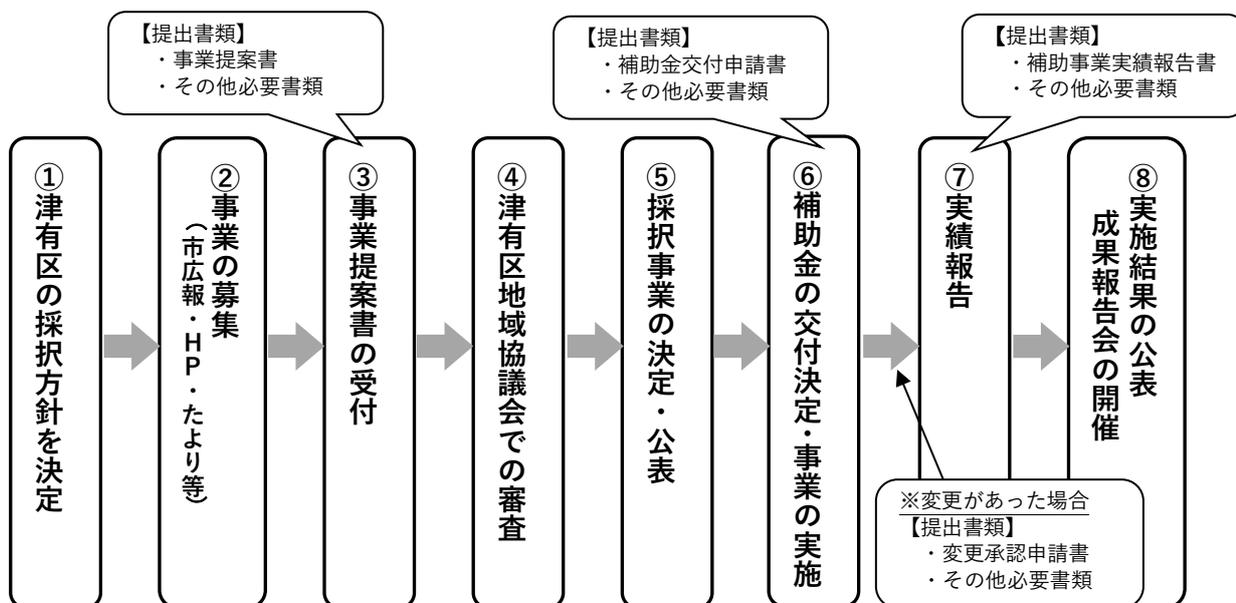 【提出書類】
・事業提案書
・その他必要書類
【提出書類】
・補助金交付申請書
・その他必要書類
【提出書類】
・補助事業実績報告書
・その他必要書類
①津有区の採択方針を決定
②事業の募集
（市広報・HP・たより等）
③事業提案書の受付
④津有区地域協議会での審査
⑤採択事業の決定・公表
⑥補助金の交付決定・事業の実施
⑦実績報告
⑧実施結果の公表
成果報告会の開催
※変更があった場合
【提出書類】
・変更承認申請書
・その他必要書類